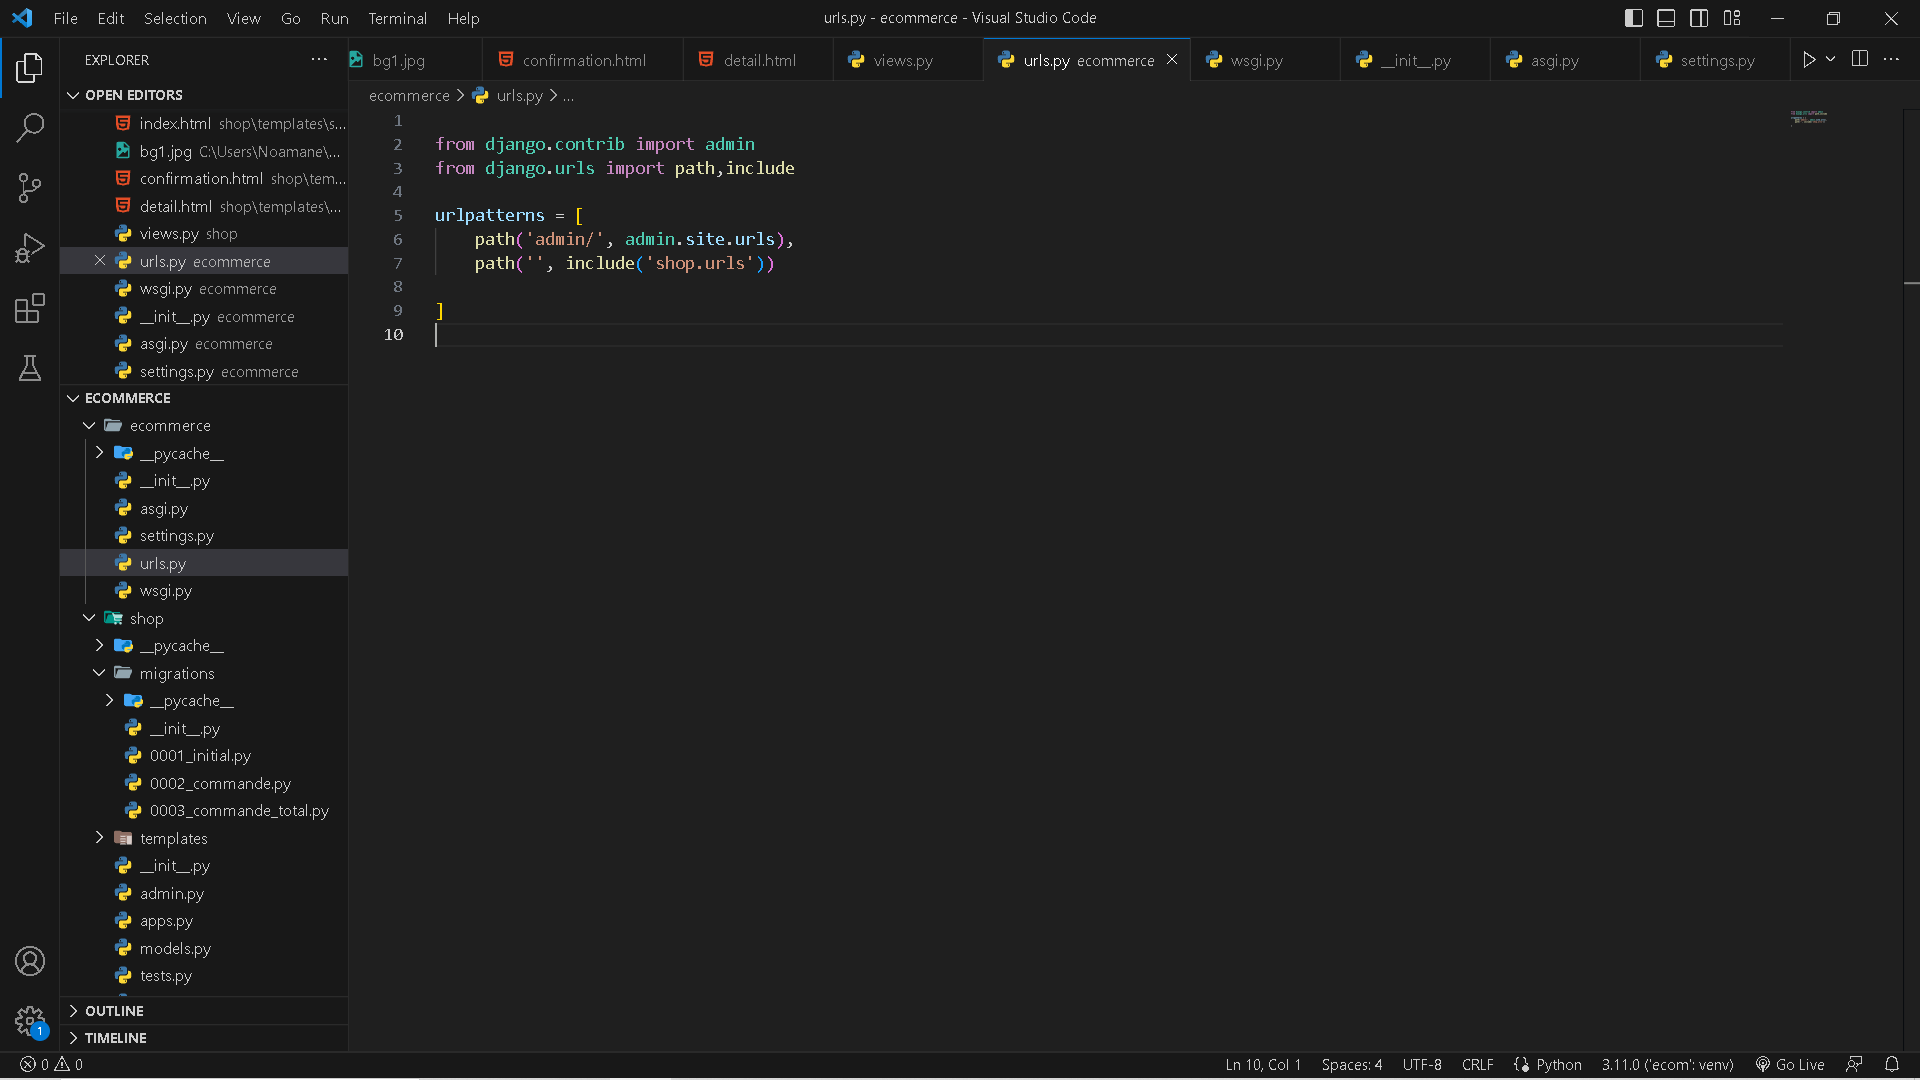 File Edit Selection View Go Run Terminal Help
urls.py - ecommerce - Visual Studio Code
EXPLORER
bg1.jpg
confirmation.html
detail.html
views.py
urls.py ecommerce
wsgi.py
__init__.py
asgi.py
settings.py
OPEN EDITORS
index.html shop\templates\s...
bg1.jpg C:\Users\Noamane\...
confirmation.html shop\tem...
detail.html shop\templates\...
views.py shop
urls.py ecommerce
wsgi.py ecommerce
__init__.py ecommerce
asgi.py ecommerce
settings.py ecommerce
ECOMMERCE
ecommerce
__pycache__
__init__.py
asgi.py
settings.py
urls.py
wsgi.py
shop
__pycache__
migrations
__pycache__
__init__.py
0001_initial.py
0002_commande.py
0003_commande_total.py
templates
__init__.py
admin.py
apps.py
models.py
tests.py
OUTLINE
TIMELINE
1
ecommerce > urls.py > ...
1
2 from django.contrib import admin
3 from django.urls import path,include
4
5 urlpatterns = [
6     path('admin/', admin.site.urls),
7     path('', include('shop.urls'))
8
9 ]
10
0 0
Ln 10, Col 1 Spaces: 4 UTF-8 CRLF Python 3.11.0 ('ecom': venv) Go Live